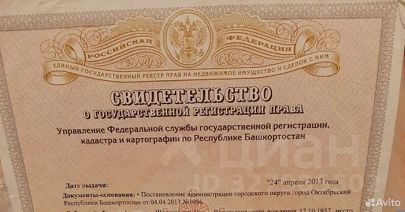 РОССИЙСКАЯ ФЕДЕРАЦИЯ
ЕДИНЫЙ ГОСУДАРСТВЕННЫЙ РЕЕСТР ПРАВ НА НЕДВИЖИМОЕ ИМУЩЕСТВО И СДЕЛОК С НИМ
СВИДЕТЕЛЬСТВО
О ГОСУДАРСТВЕННОЙ РЕГИСТРАЦИИ ПРАВА
Управление Федеральной службы государственной регистрации,
кадастра и картографии по Республике Башкортостан
Дата выдачи: "24" апреля 2013 года
Документы-основания: • Постановление администрации городского округа город Октябрьский
Республики Башкортостан от 04.04.2013 №1086
Avito